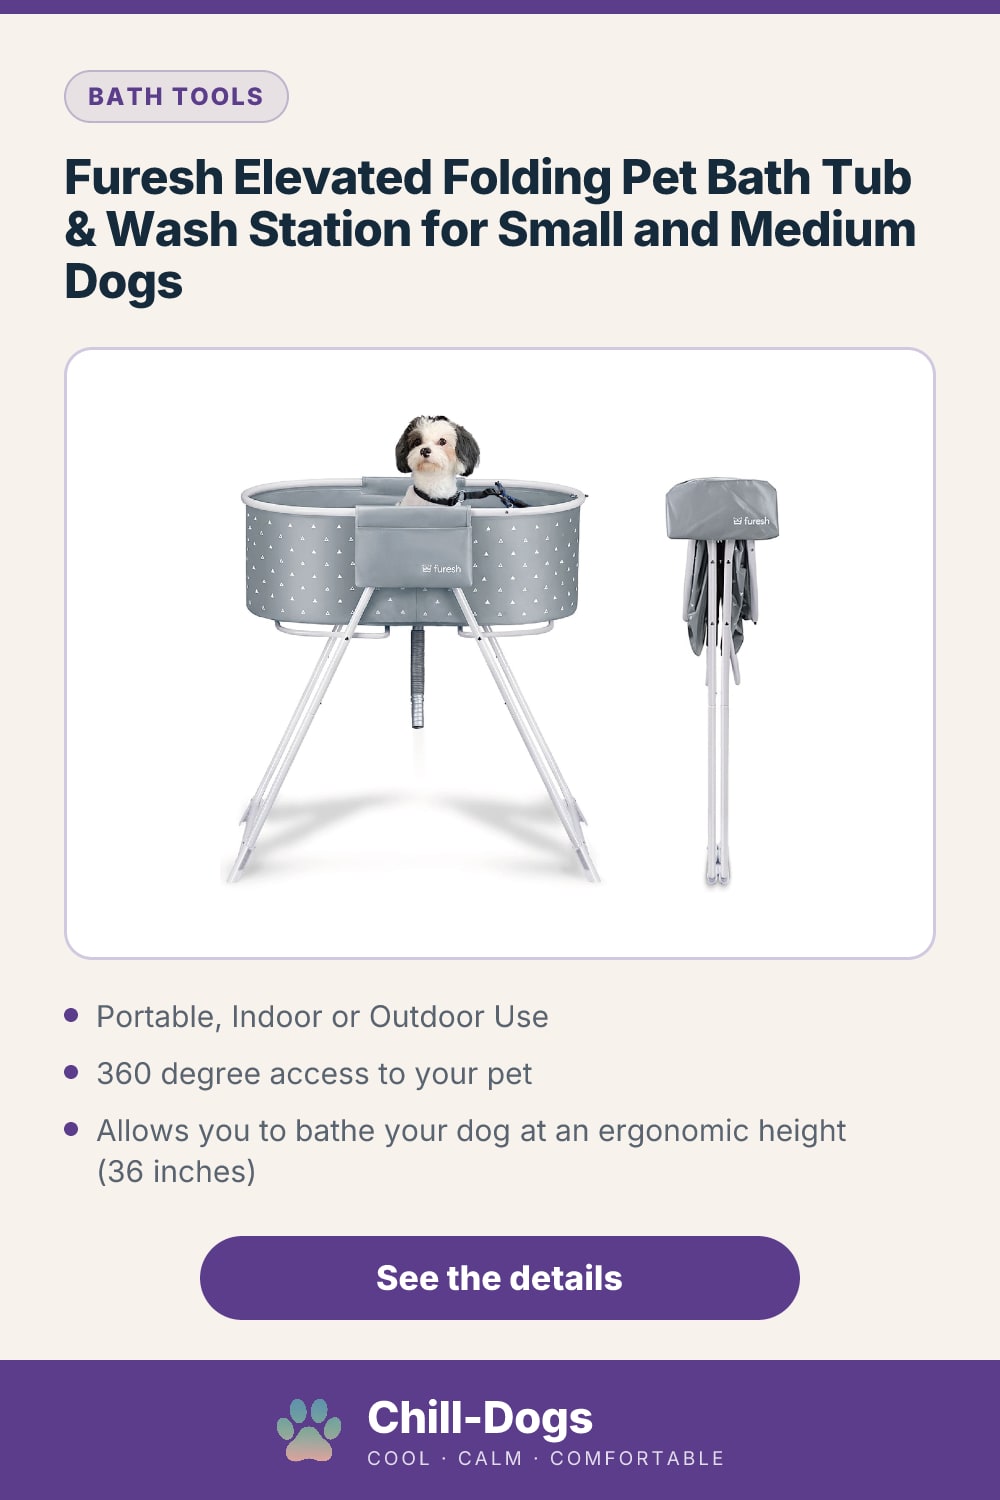 BATH TOOLS
Furesh Elevated Folding Pet Bath Tub
& Wash Station for Small and Medium
Dogs
furesh
furesh
Portable, Indoor or Outdoor Use
360 degree access to your pet
Allows you to bathe your dog at an ergonomic height
(36 inches)
See the details
Chill-Dogs
COOL · CALM · COMFORTABLE